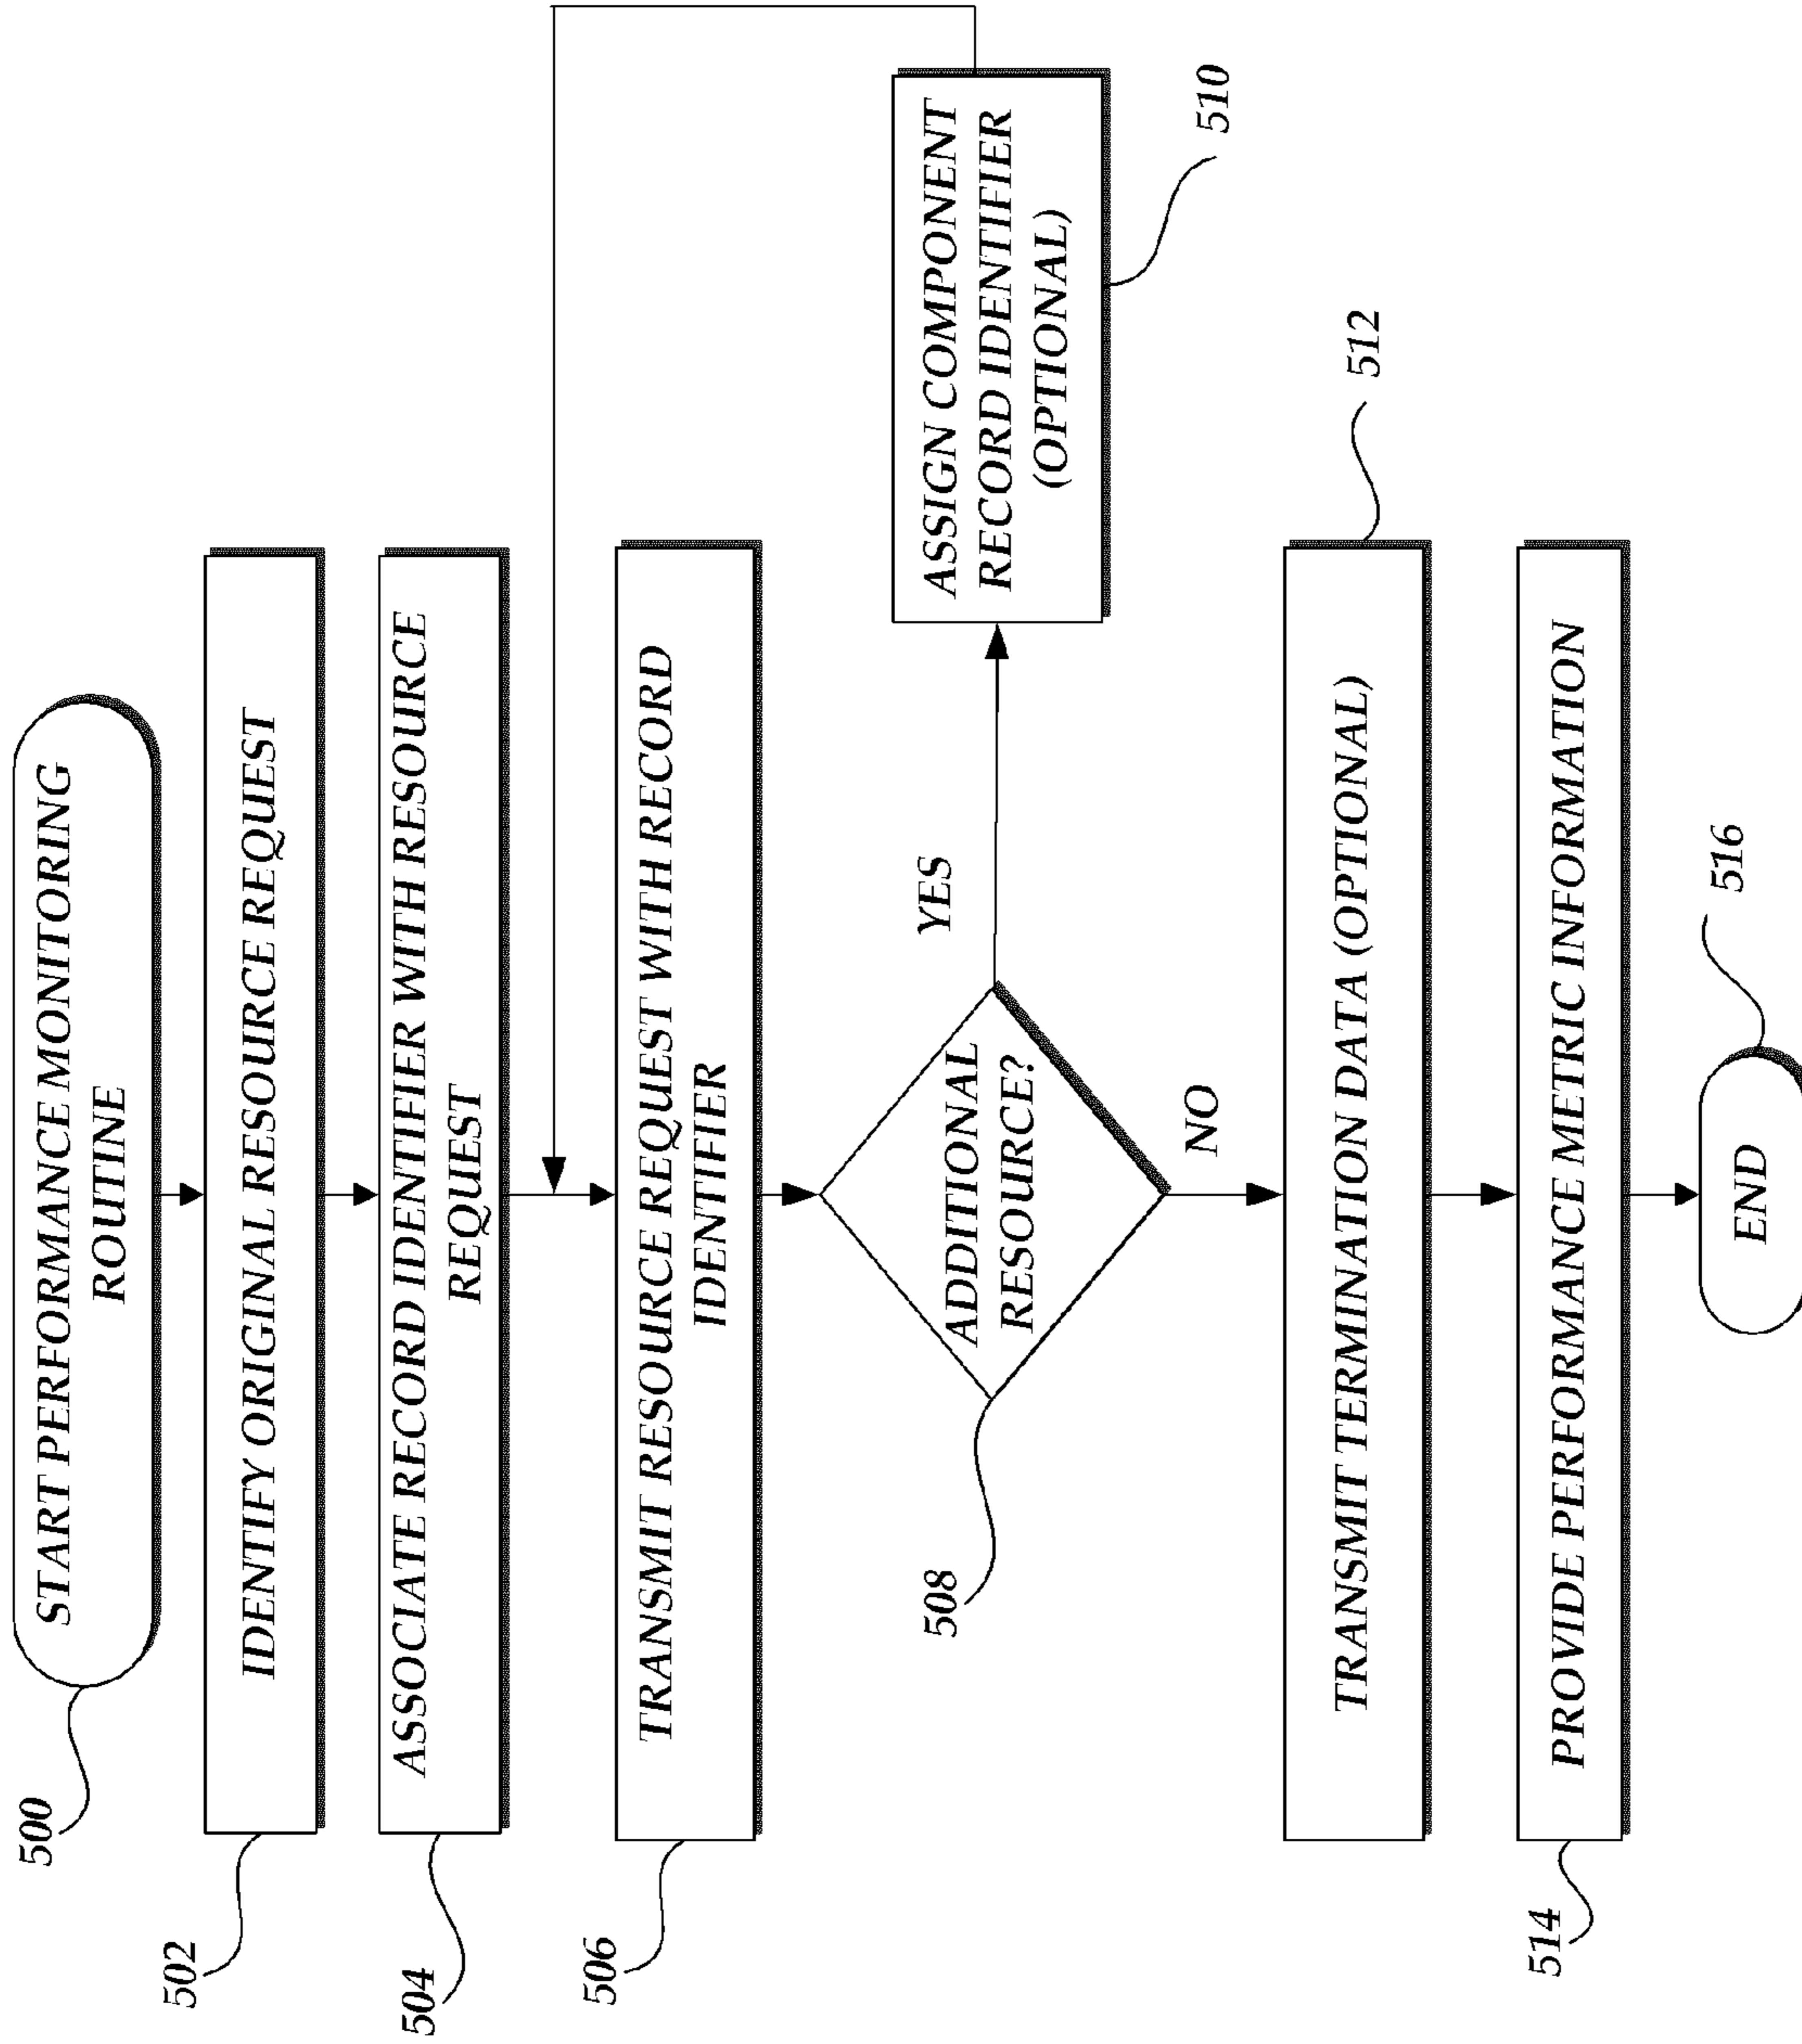 500
START PERFORMANCE MONITORING
ROUTINE
502
IDENTIFY ORIGINAL RESOURCE REQUEST
504
ASSOCIATE RECORD IDENTIFIER WITH RESOURCE
REQUEST
506
TRANSMIT RESOURCE REQUEST WITH RECORD
IDENTIFIER
508
ADDITIONAL
RESOURCE?
YES
ASSIGN COMPONENT
RECORD IDENTIFIER
(OPTIONAL)
510
NO
TRANSMIT TERMINATION DATA (OPTIONAL)
512
514
PROVIDE PERFORMANCE METRIC INFORMATION
END
516